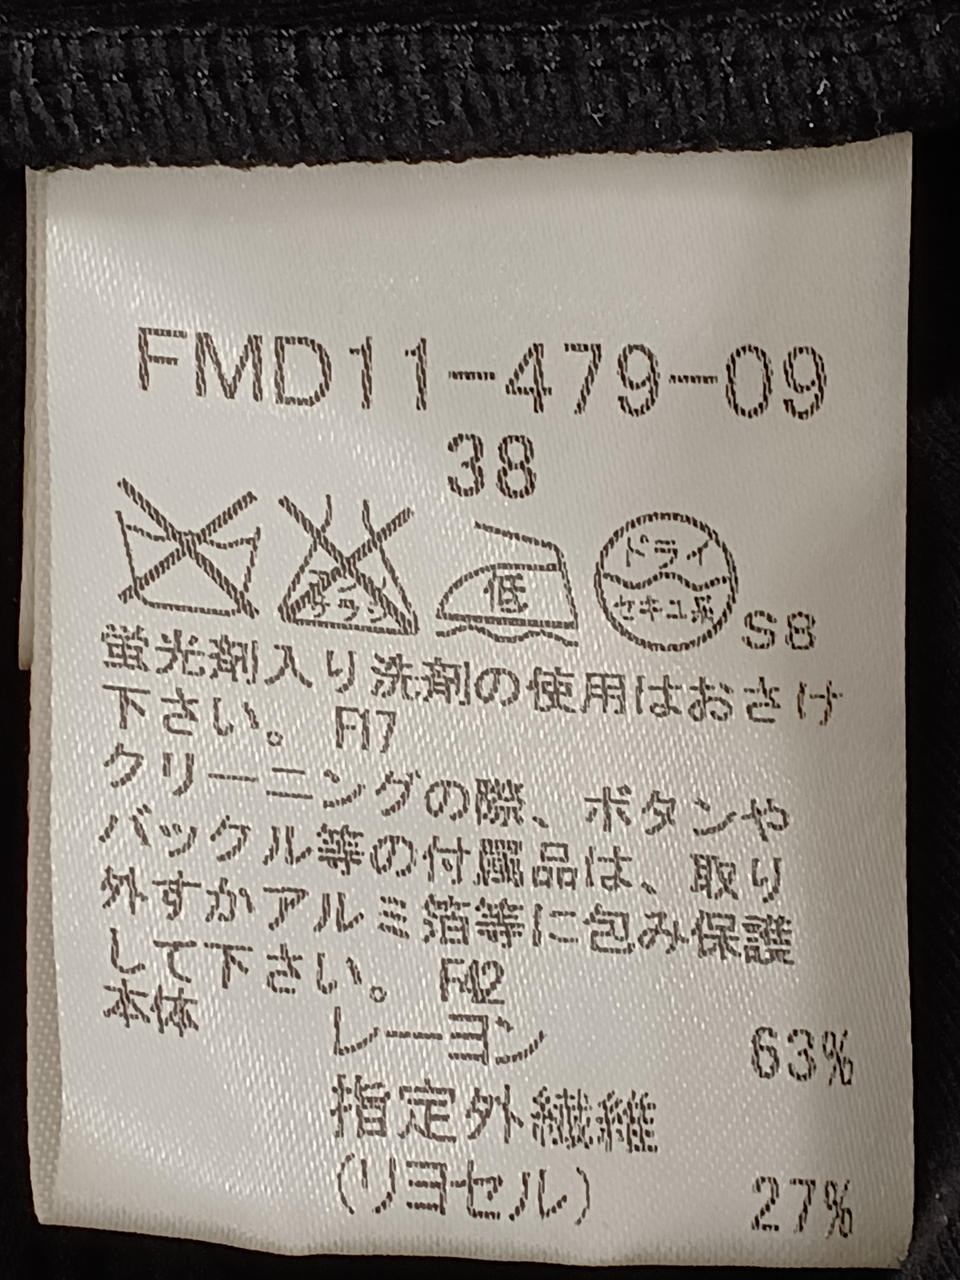 FMD11-479-09
38
低
ドライ
セキユ系
S8
蛍光剤入り洗剤の使用はおさけ
下さい。 F17
クリーニングの際、ボタンや
バックル等の付属品は、取り
外すかアルミ箔等に包み保護
して下さい。 F42
本体
レーヨン 63%
指定外繊維
(リヨセル) 27%